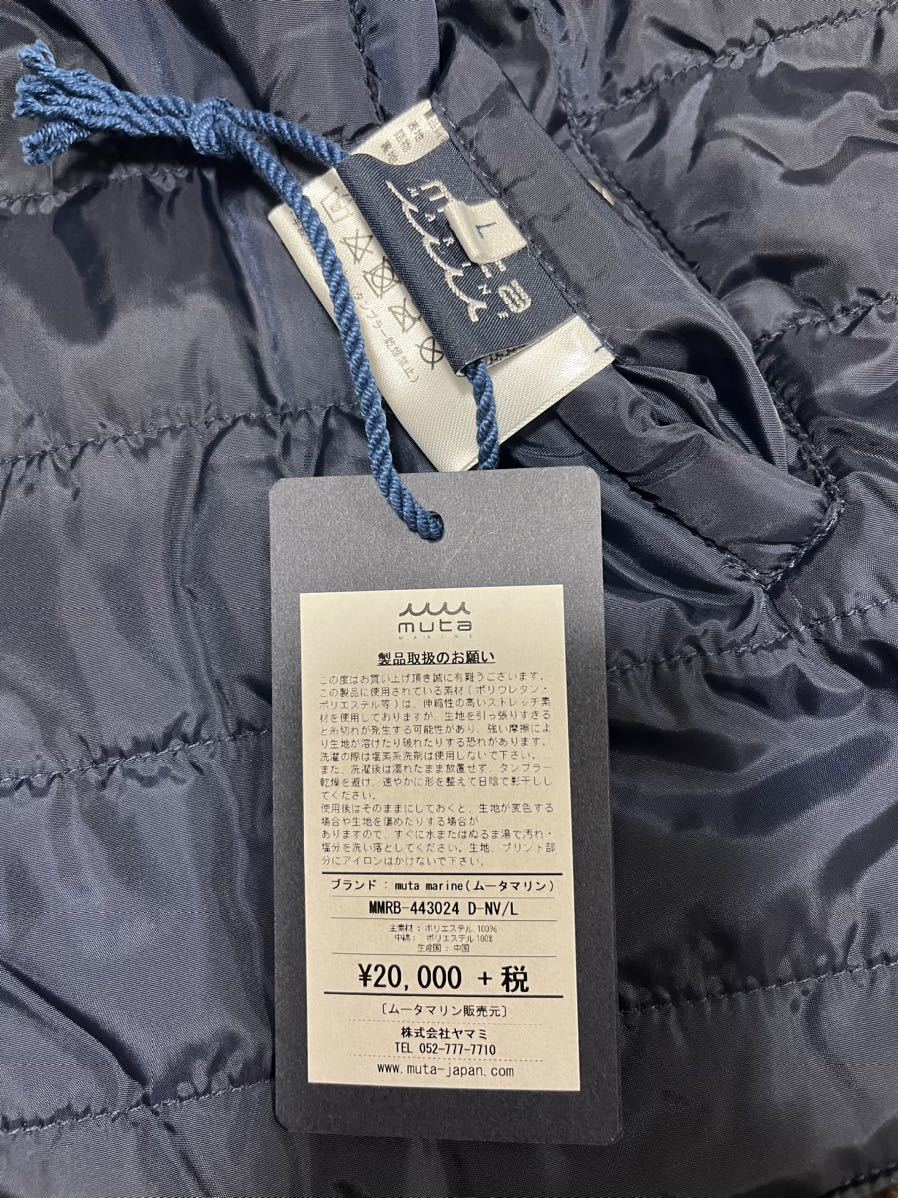 L
タンブラー乾燥禁止)
muta
MARINE
製品取扱のお願い
この度はお買い上げ頂き誠に有難うございます。
この製品に使用されている素材(ポリウレタン・
ポリエステル等)は、伸縮性の高いストレッチ素
材を使用しておりますが、生地を引っ張りすぎる
と糸切れが発生する可能性があり、強い摩擦によ
り生地が溶けたり破れたりする恐れがあります。
洗濯の際は塩素系洗剤は使用しないで下さい。
また、洗濯後は濡れたまま放置せず、タンブラー
乾燥を避け、速やかに形を整えて日陰で影干しし
てください。
使用後はそのままにしておくと、生地が変色する
場合や生地を傷めたりする場合が
ありますので、すぐに水またはぬるま湯で汚れ・
塩分を洗い落としてください。生地、プリント部
分にアイロンはかけないで下さい。
ブランド : muta marine(ムータマリン)
MMRB-443024 D-NV/L
主素材 : ポリエステル 100%
中綿 : ポリエステル 100%
生産国 : 中国
¥20,000 + 税
〔ムータマリン販売元〕
株式会社ヤマミ
TEL 052-777-7710
www.muta-japan.com